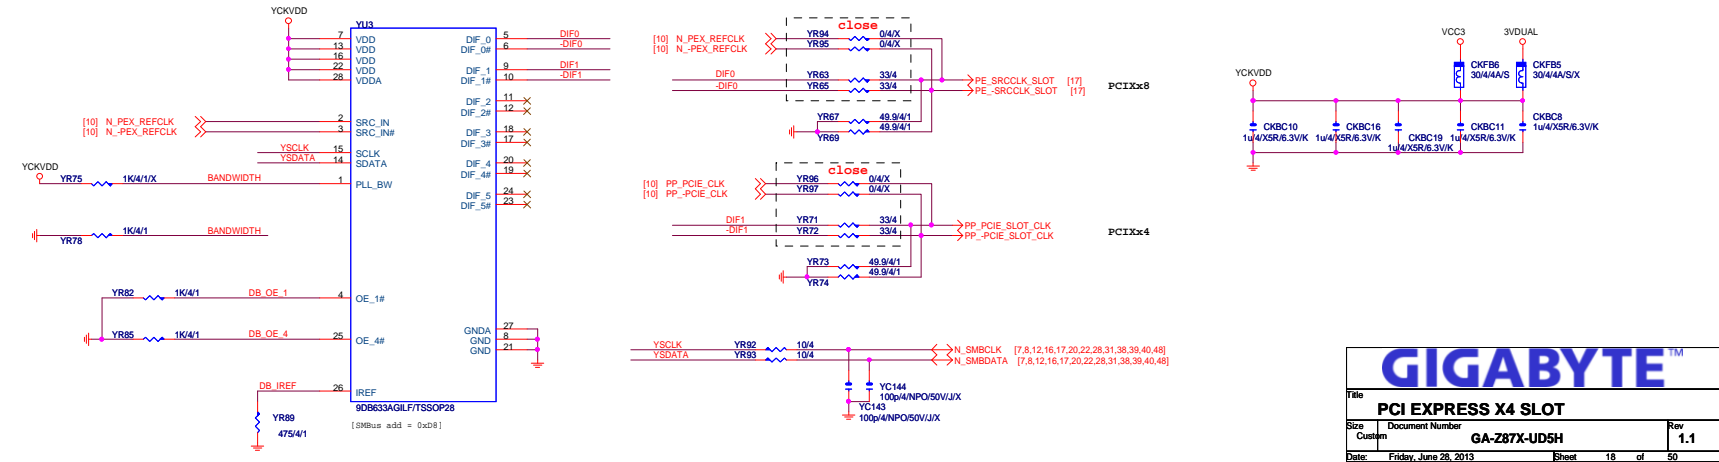 YCKVDD
YU3
7 VDD
13 VDD
16 VDD
22 VDD
28 VDDA
DIF_0 5 DIF0
DIF_0# 6 -DIF0
DIF_1 9 DIF1
DIF_1# 10 -DIF1
DIF_2 11
DIF_2# 12
DIF_3 18
DIF_3# 17
DIF_4 20
DIF_4# 19
DIF_5 24
DIF_5# 23
[10] N_PEX_REFCLK 2 SRC_IN
[10] N_-PEX_REFCLK 3 SRC_IN#
YSCLK 15 SCLK
YSDATA 14 SDATA
YCKVDD
YR75 1K/4/1/X BANDWIDTH 1 PLL_BW
YR78 1K/4/1 BANDWIDTH
YR82 1K/4/1 DB_OE_1 4 OE_1#
YR85 1K/4/1 DB_OE_4 25 OE_4#
GNDA 27
GND 8
GND 21
DB_IREF 26 IREF
YR89
475/4/1
9DB633AGILF/TSSOP28
[SMBus add = 0xD8]
close
[10] N_PEX_REFCLK YR94 0/4/X
[10] N_-PEX_REFCLK YR95 0/4/X
DIF0 YR63 33/4 PE_SRCCLK_SLOT [17]
-DIF0 YR65 33/4 PE_-SRCCLK_SLOT [17]
PCIXx8
YR67 49.9/4/1
YR69 49.9/4/1
close
[10] PP_PCIE_CLK YR96 0/4/X
[10] PP_-PCIE_CLK YR97 0/4/X
DIF1 YR71 33/4 PP_PCIE_SLOT_CLK
-DIF1 YR72 33/4 PP_-PCIE_SLOT_CLK
PCIXx4
YR73 49.9/4/1
YR74 49.9/4/1
YSCLK YR92 10/4 N_SMBCLK [7,8,12,16,17,20,22,28,31,38,39,40,48]
YSDATA YR93 10/4 N_SMBDATA [7,8,12,16,17,20,22,28,31,38,39,40,48]
YC144
100p/4/NPO/50V/J/X
YC143
100p/4/NPO/50V/J/X
VCC3 3VDUAL
CKFB6
30/4/4A/S
CKFB5
30/4/4A/S/X
YCKVDD
CKBC10
1u/4/X5R/6.3V/K
CKBC16
1u/4/X5R/6.3V/K
CKBC19
1u/4/X5R/6.3V/K
CKBC11
1u/4/X5R/6.3V/K
CKBC8
1u/4/X5R/6.3V/K
GIGABYTE™
Title
PCI EXPRESS X4 SLOT
Size Document Number Rev
Custom GA-Z87X-UD5H 1.1
Date: Friday, June 28, 2013 Sheet 18 of 50